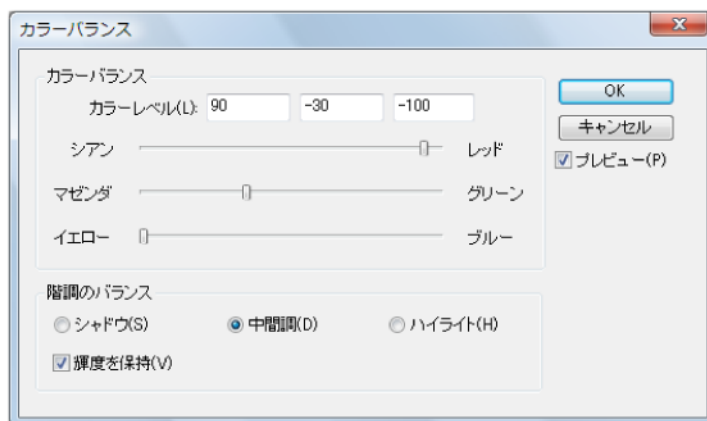 カラーバランス
カラーバランス
カラーレベル(L): 90 -30 -100
シアン レッド
マゼンダ グリーン
イエロー ブルー
OK
キャンセル
プレビュー(P)
階調のバランス
シャドウ(S) 中間調(D) ハイライト(H)
輝度を保持(V)